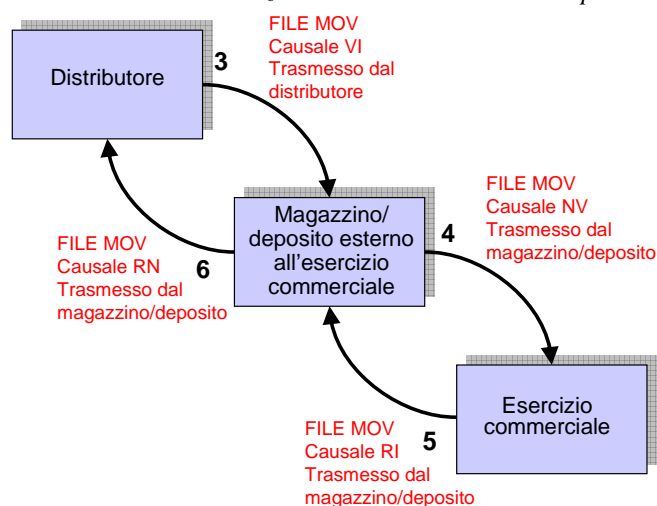 FILE MOV
Causale VI
Trasmesso dal
distributore
3
Distributore
Magazzino/
deposito esterno
all'esercizio
commerciale
4
FILE MOV
Causale NV
Trasmesso dal
magazzino/deposito
FILE MOV
Causale RN
Trasmesso dal
magazzino/deposito
6
Esercizio
commerciale
5
FILE MOV
Causale RI
Trasmesso dal
magazzino/deposito